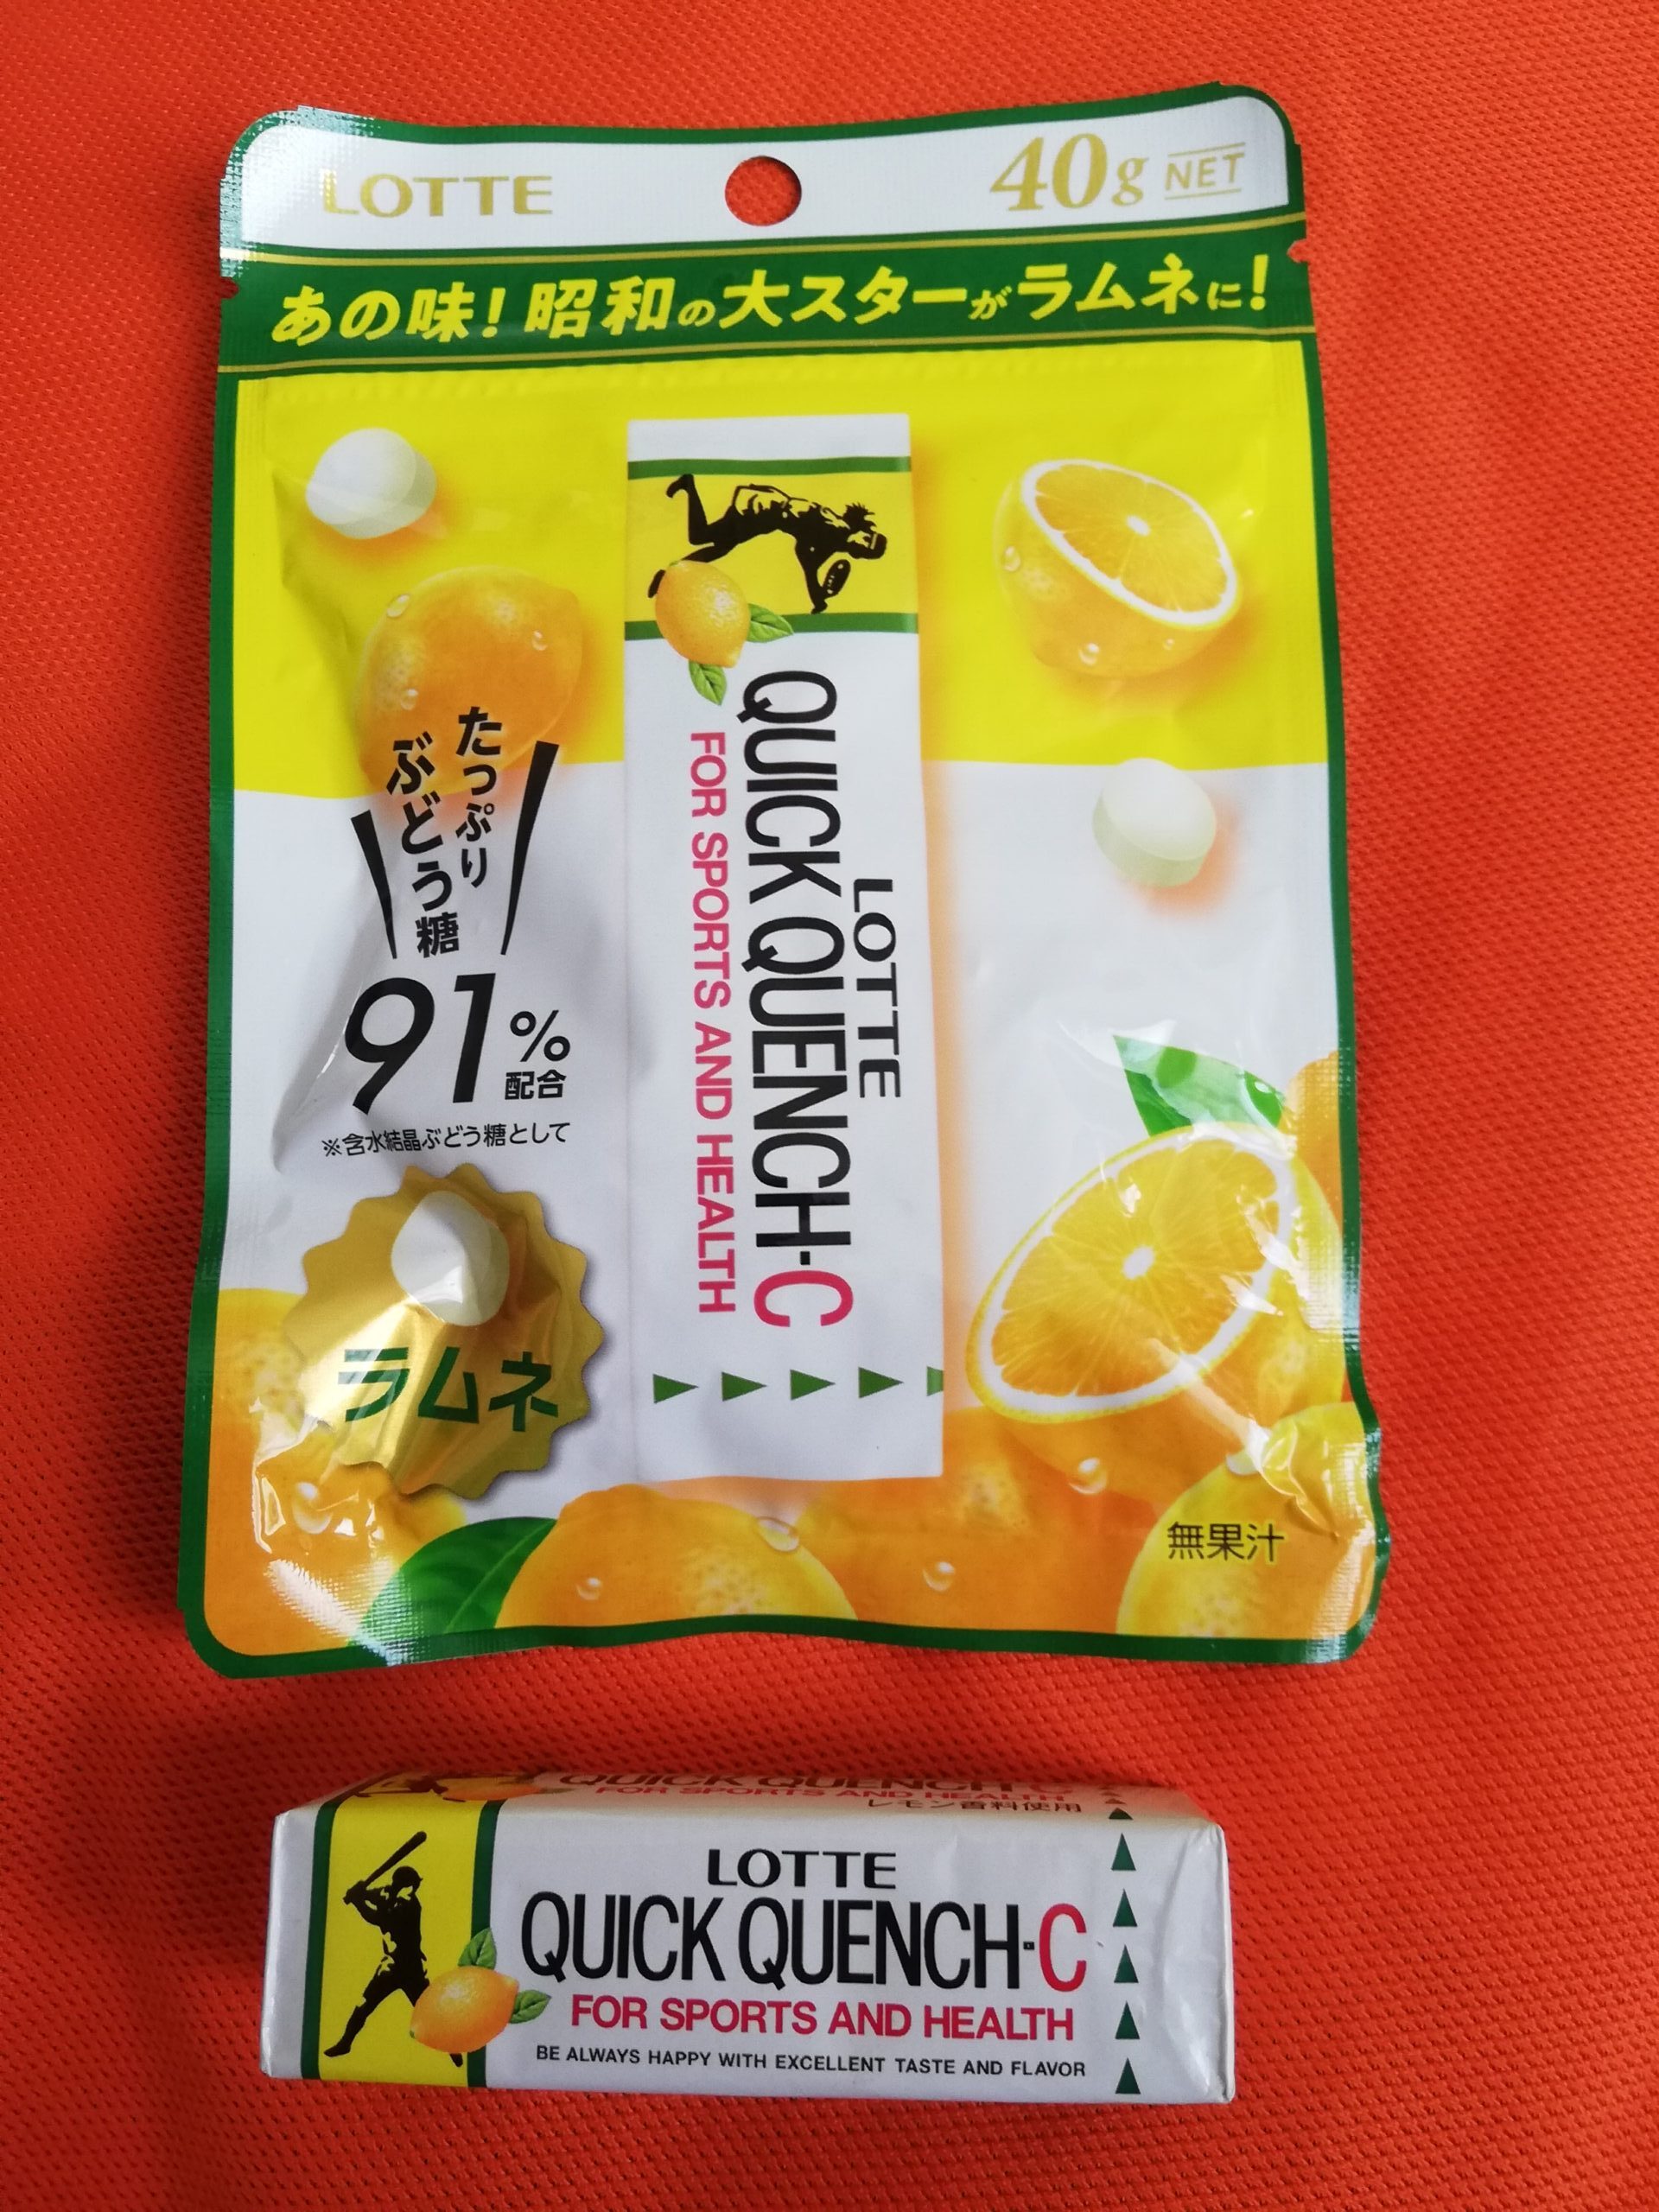 LOTTE
40g NET
あの味！昭和の大スターがラムネに！
LOTTE
QUICK QUENCH-C
FOR SPORTS AND HEALTH
たっぷり
ぶどう糖
91%
配合
※含水結晶ぶどう糖として
ラムネ
無果汁
QUICK QUENCH-C
FOR SPORTS AND HEALTH
レモン香料使用
LOTTE
QUICK QUENCH-C
FOR SPORTS AND HEALTH
BE ALWAYS HAPPY WITH EXCELLENT TASTE AND FLAVOR